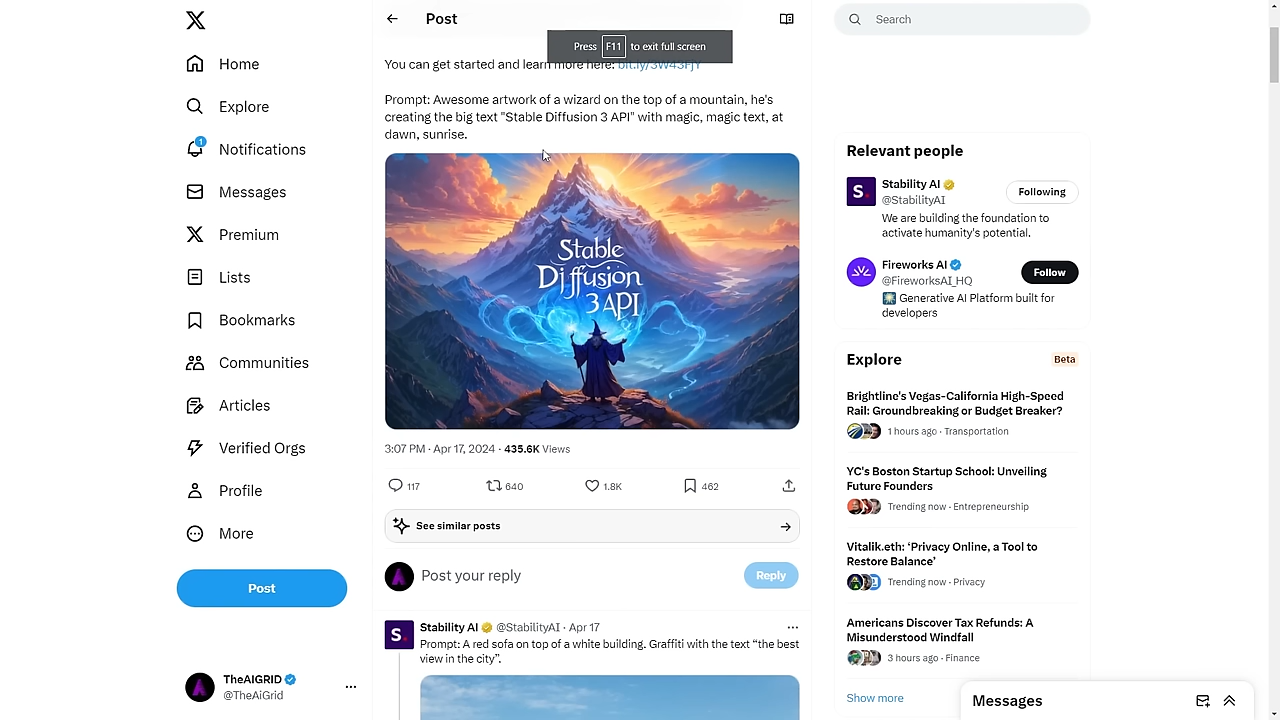 Home
Explore
1
Notifications
Messages
Premium
Lists
Bookmarks
Communities
Articles
Verified Orgs
Profile
More
Post
TheAIGRID
@TheAiGrid
Post
Press F11 to exit full screen
You can get started and learn more here: bit.ly/3W43FjY
Prompt: Awesome artwork of a wizard on the top of a mountain, he's
creating the big text "Stable Diffusion 3 API" with magic, magic text, at
dawn, sunrise.
Stable
Diffusion
3 API
3:07 PM · Apr 17, 2024 · 435.6K Views
117
640
1.8K
462
See similar posts
Post your reply
Reply
S.
Stability AI @StabilityAI · Apr 17
Prompt: A red sofa on top of a white building. Graffiti with the text “the best
view in the city”.
Search
Relevant people
S.
Stability AI
@StabilityAI
Following
We are building the foundation to
activate humanity's potential.
Fireworks AI
@FireworksAI_HQ
Follow
Generative AI Platform built for
developers
Explore
Beta
Brightline's Vegas-California High-Speed
Rail: Groundbreaking or Budget Breaker?
1 hours ago · Transportation
YC's Boston Startup School: Unveiling
Future Founders
Trending now · Entrepreneurship
Vitalik.eth: ‘Privacy Online, a Tool to
Restore Balance’
Trending now · Privacy
Americans Discover Tax Refunds: A
Misunderstood Windfall
3 hours ago · Finance
Show more
Messages